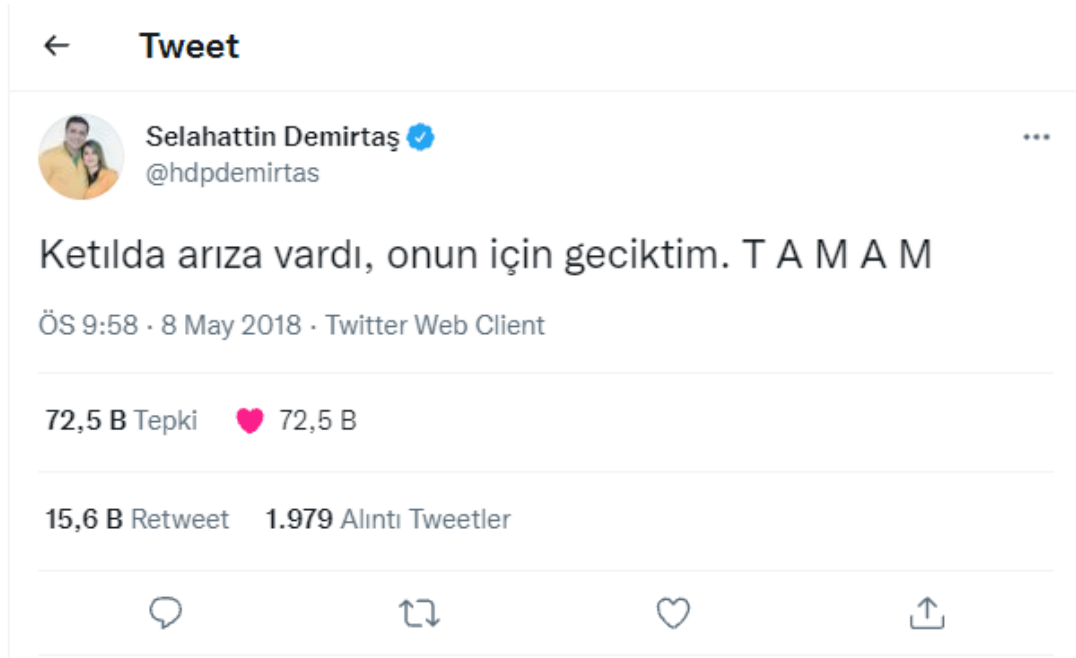 Tweet
Selahattin Demirtaş
@hdpdemirtas
Ketılda arıza vardı, onun için geciktim. T A M A M
ÖS 9:58 · 8 May 2018 · Twitter Web Client
72,5 B Tepki 72,5 B
15,6 B Retweet 1.979 Alıntı Tweetler